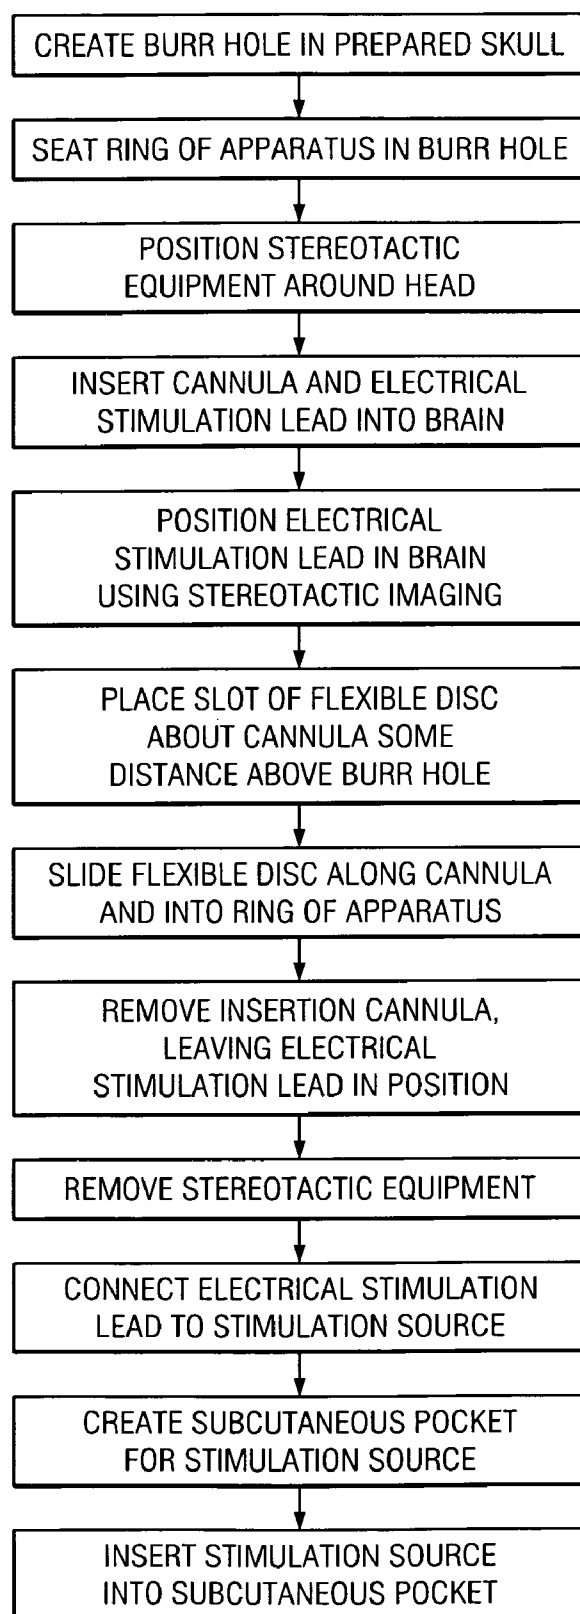 CREATE BURR HOLE IN PREPARED SKULL
SEAT RING OF APPARATUS IN BURR HOLE
POSITION STEREOTACTIC
EQUIPMENT AROUND HEAD
INSERT CANNULA AND ELECTRICAL
STIMULATION LEAD INTO BRAIN
POSITION ELECTRICAL
STIMULATION LEAD IN BRAIN
USING STEREOTACTIC IMAGING
PLACE SLOT OF FLEXIBLE DISC
ABOUT CANNULA SOME
DISTANCE ABOVE BURR HOLE
SLIDE FLEXIBLE DISC ALONG CANNULA
AND INTO RING OF APPARATUS
REMOVE INSERTION CANNULA,
LEAVING ELECTRICAL
STIMULATION LEAD IN POSITION
REMOVE STEREOTACTIC EQUIPMENT
CONNECT ELECTRICAL STIMULATION
LEAD TO STIMULATION SOURCE
CREATE SUBCUTANEOUS POCKET
FOR STIMULATION SOURCE
INSERT STIMULATION SOURCE
INTO SUBCUTANEOUS POCKET